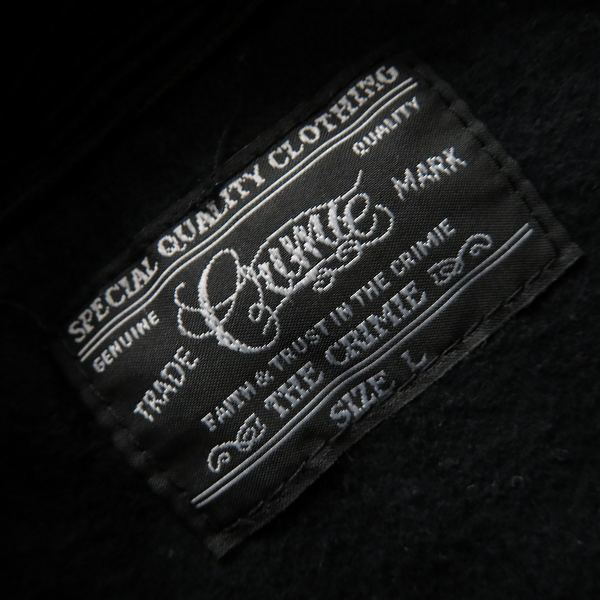 SPECIAL QUALITY CLOTHING
GENUINE QUALITY
TRADE Crimie MARK
FAITH & TRUST IN THE CRIMIE
THE CRIMIE
SIZE L